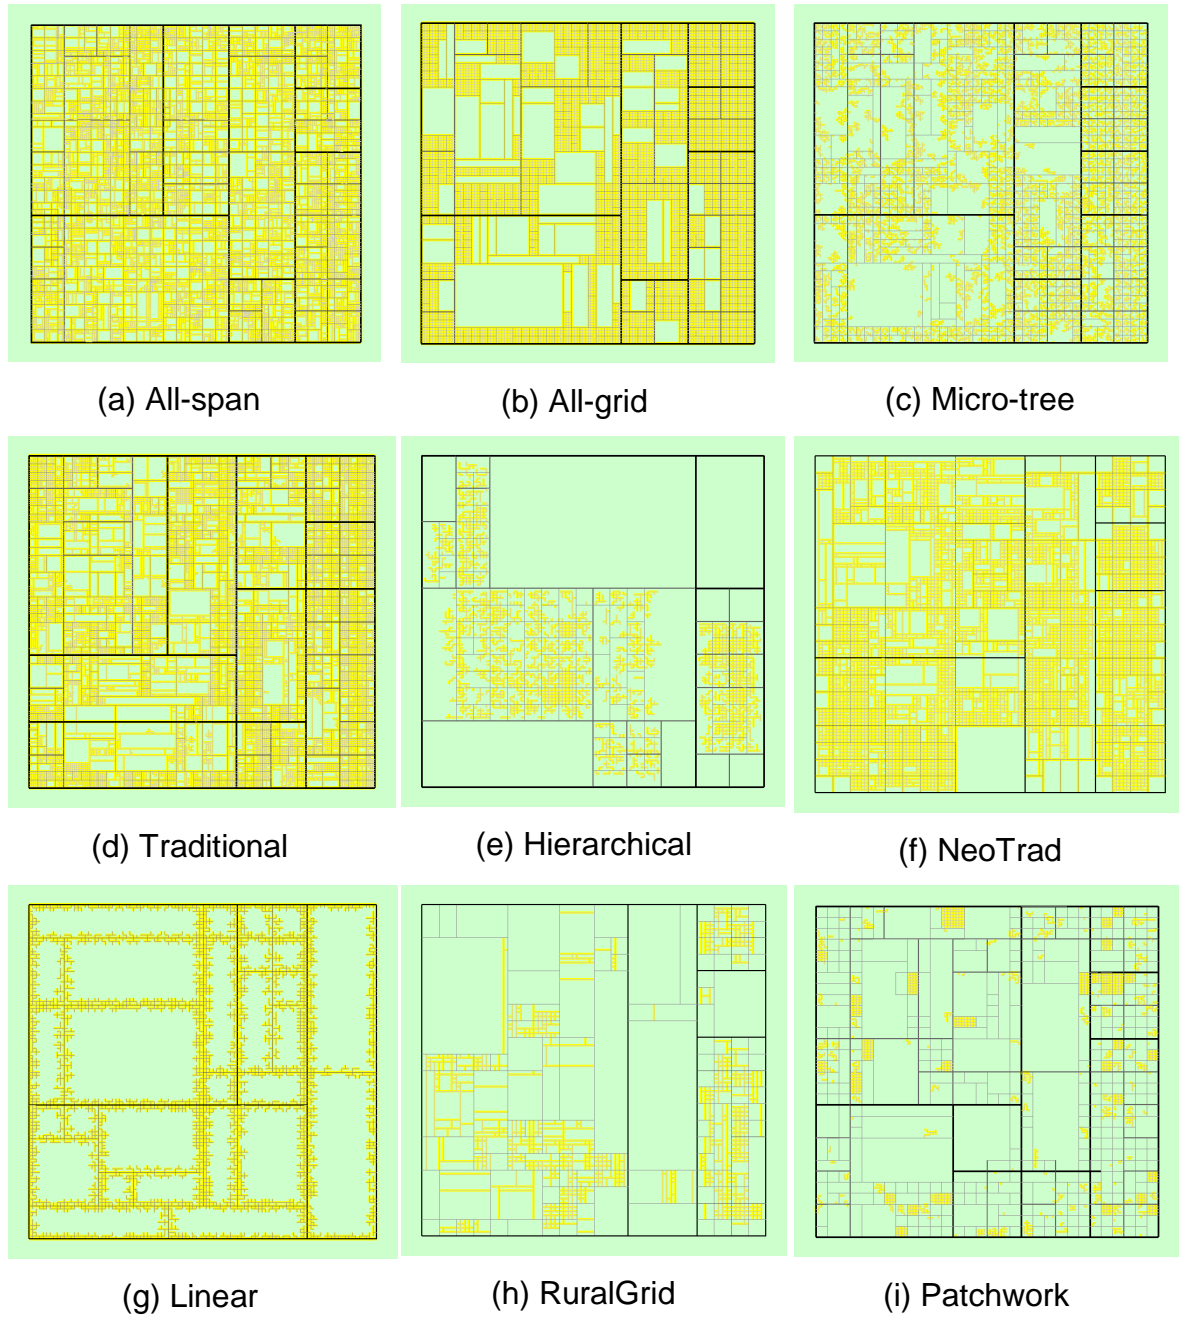 (a) All-span
(b) All-grid
(c) Micro-tree
(d) Traditional
(e) Hierarchical
(f) NeoTrad
(g) Linear
(h) RuralGrid
(i) Patchwork